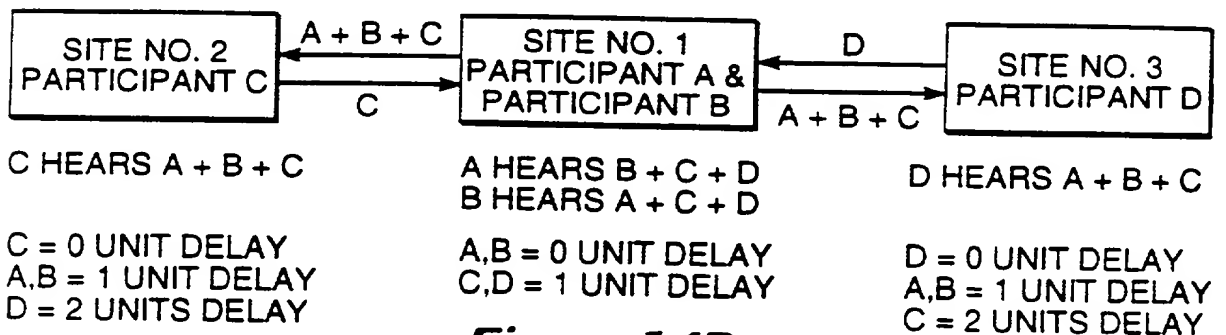 A + B + C
SITE NO. 2
PARTICIPANT C
C
SITE NO. 1
PARTICIPANT A &
PARTICIPANT B
D
A + B + C
SITE NO. 3
PARTICIPANT D
C HEARS A + B + C
A HEARS B + C + D
B HEARS A + C + D
D HEARS A + B + C
C = 0 UNIT DELAY
A,B = 1 UNIT DELAY
D = 2 UNITS DELAY
A,B = 0 UNIT DELAY
C,D = 1 UNIT DELAY
D = 0 UNIT DELAY
A,B = 1 UNIT DELAY
C = 2 UNITS DELAY